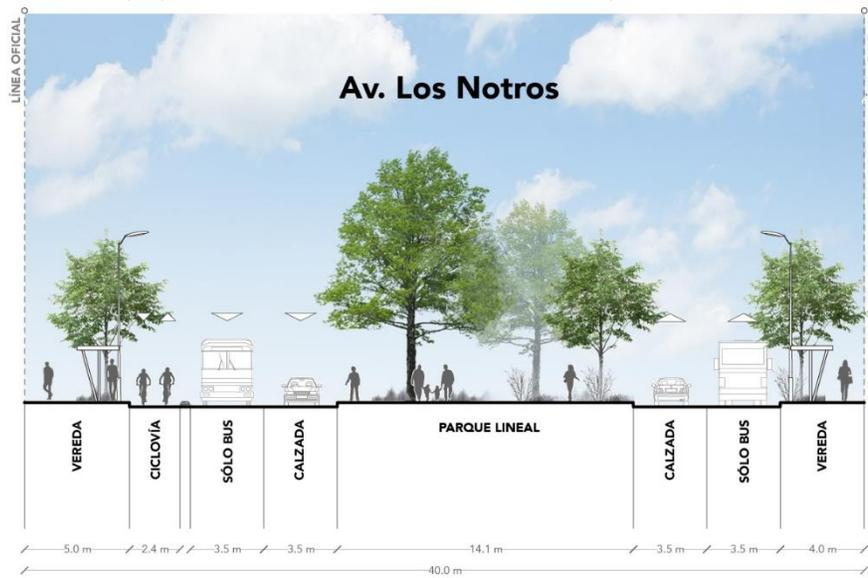 LÍNEA OFICIAL
Av. Los Notros
VEREDA
CICLOVÍA
SÓLO BUS
CALZADA
PARQUE LINEAL
CALZADA
SÓLO BUS
VEREDA
5.0 m
2.4 m
3.5 m
3.5 m
14.1 m
3.5 m
3.5 m
4.0 m
40.0 m